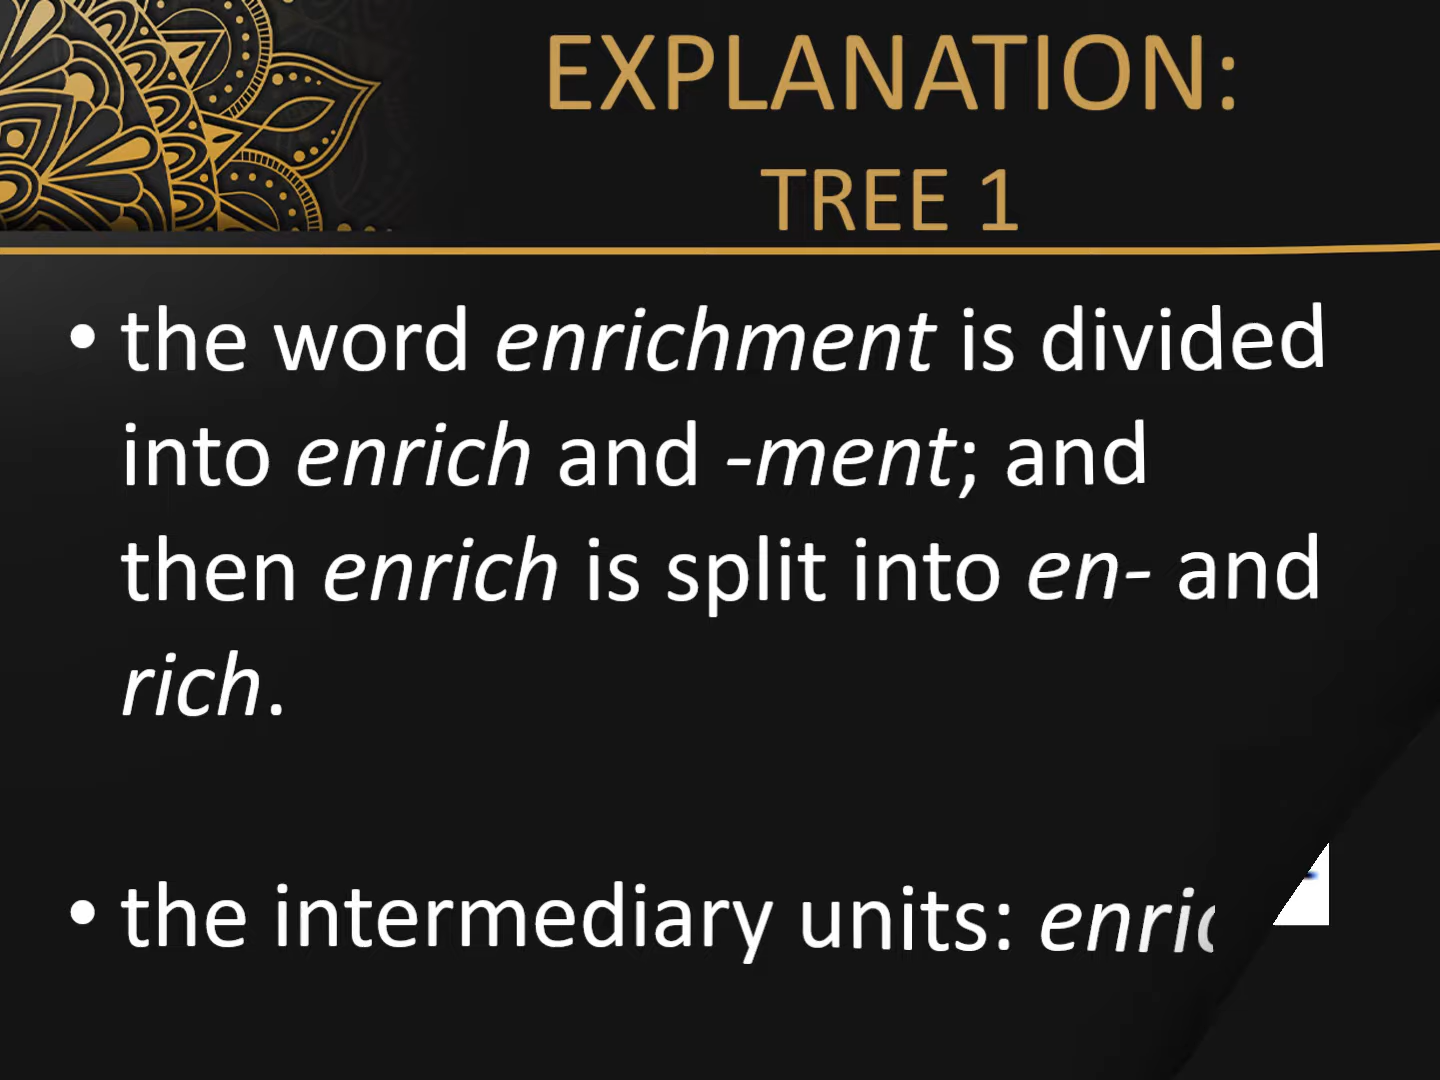 EXPLANATION:
TREE 1
• the word enrichment is divided
into enrich and -ment; and
then enrich is split into en- and
rich.
• the intermediary units: